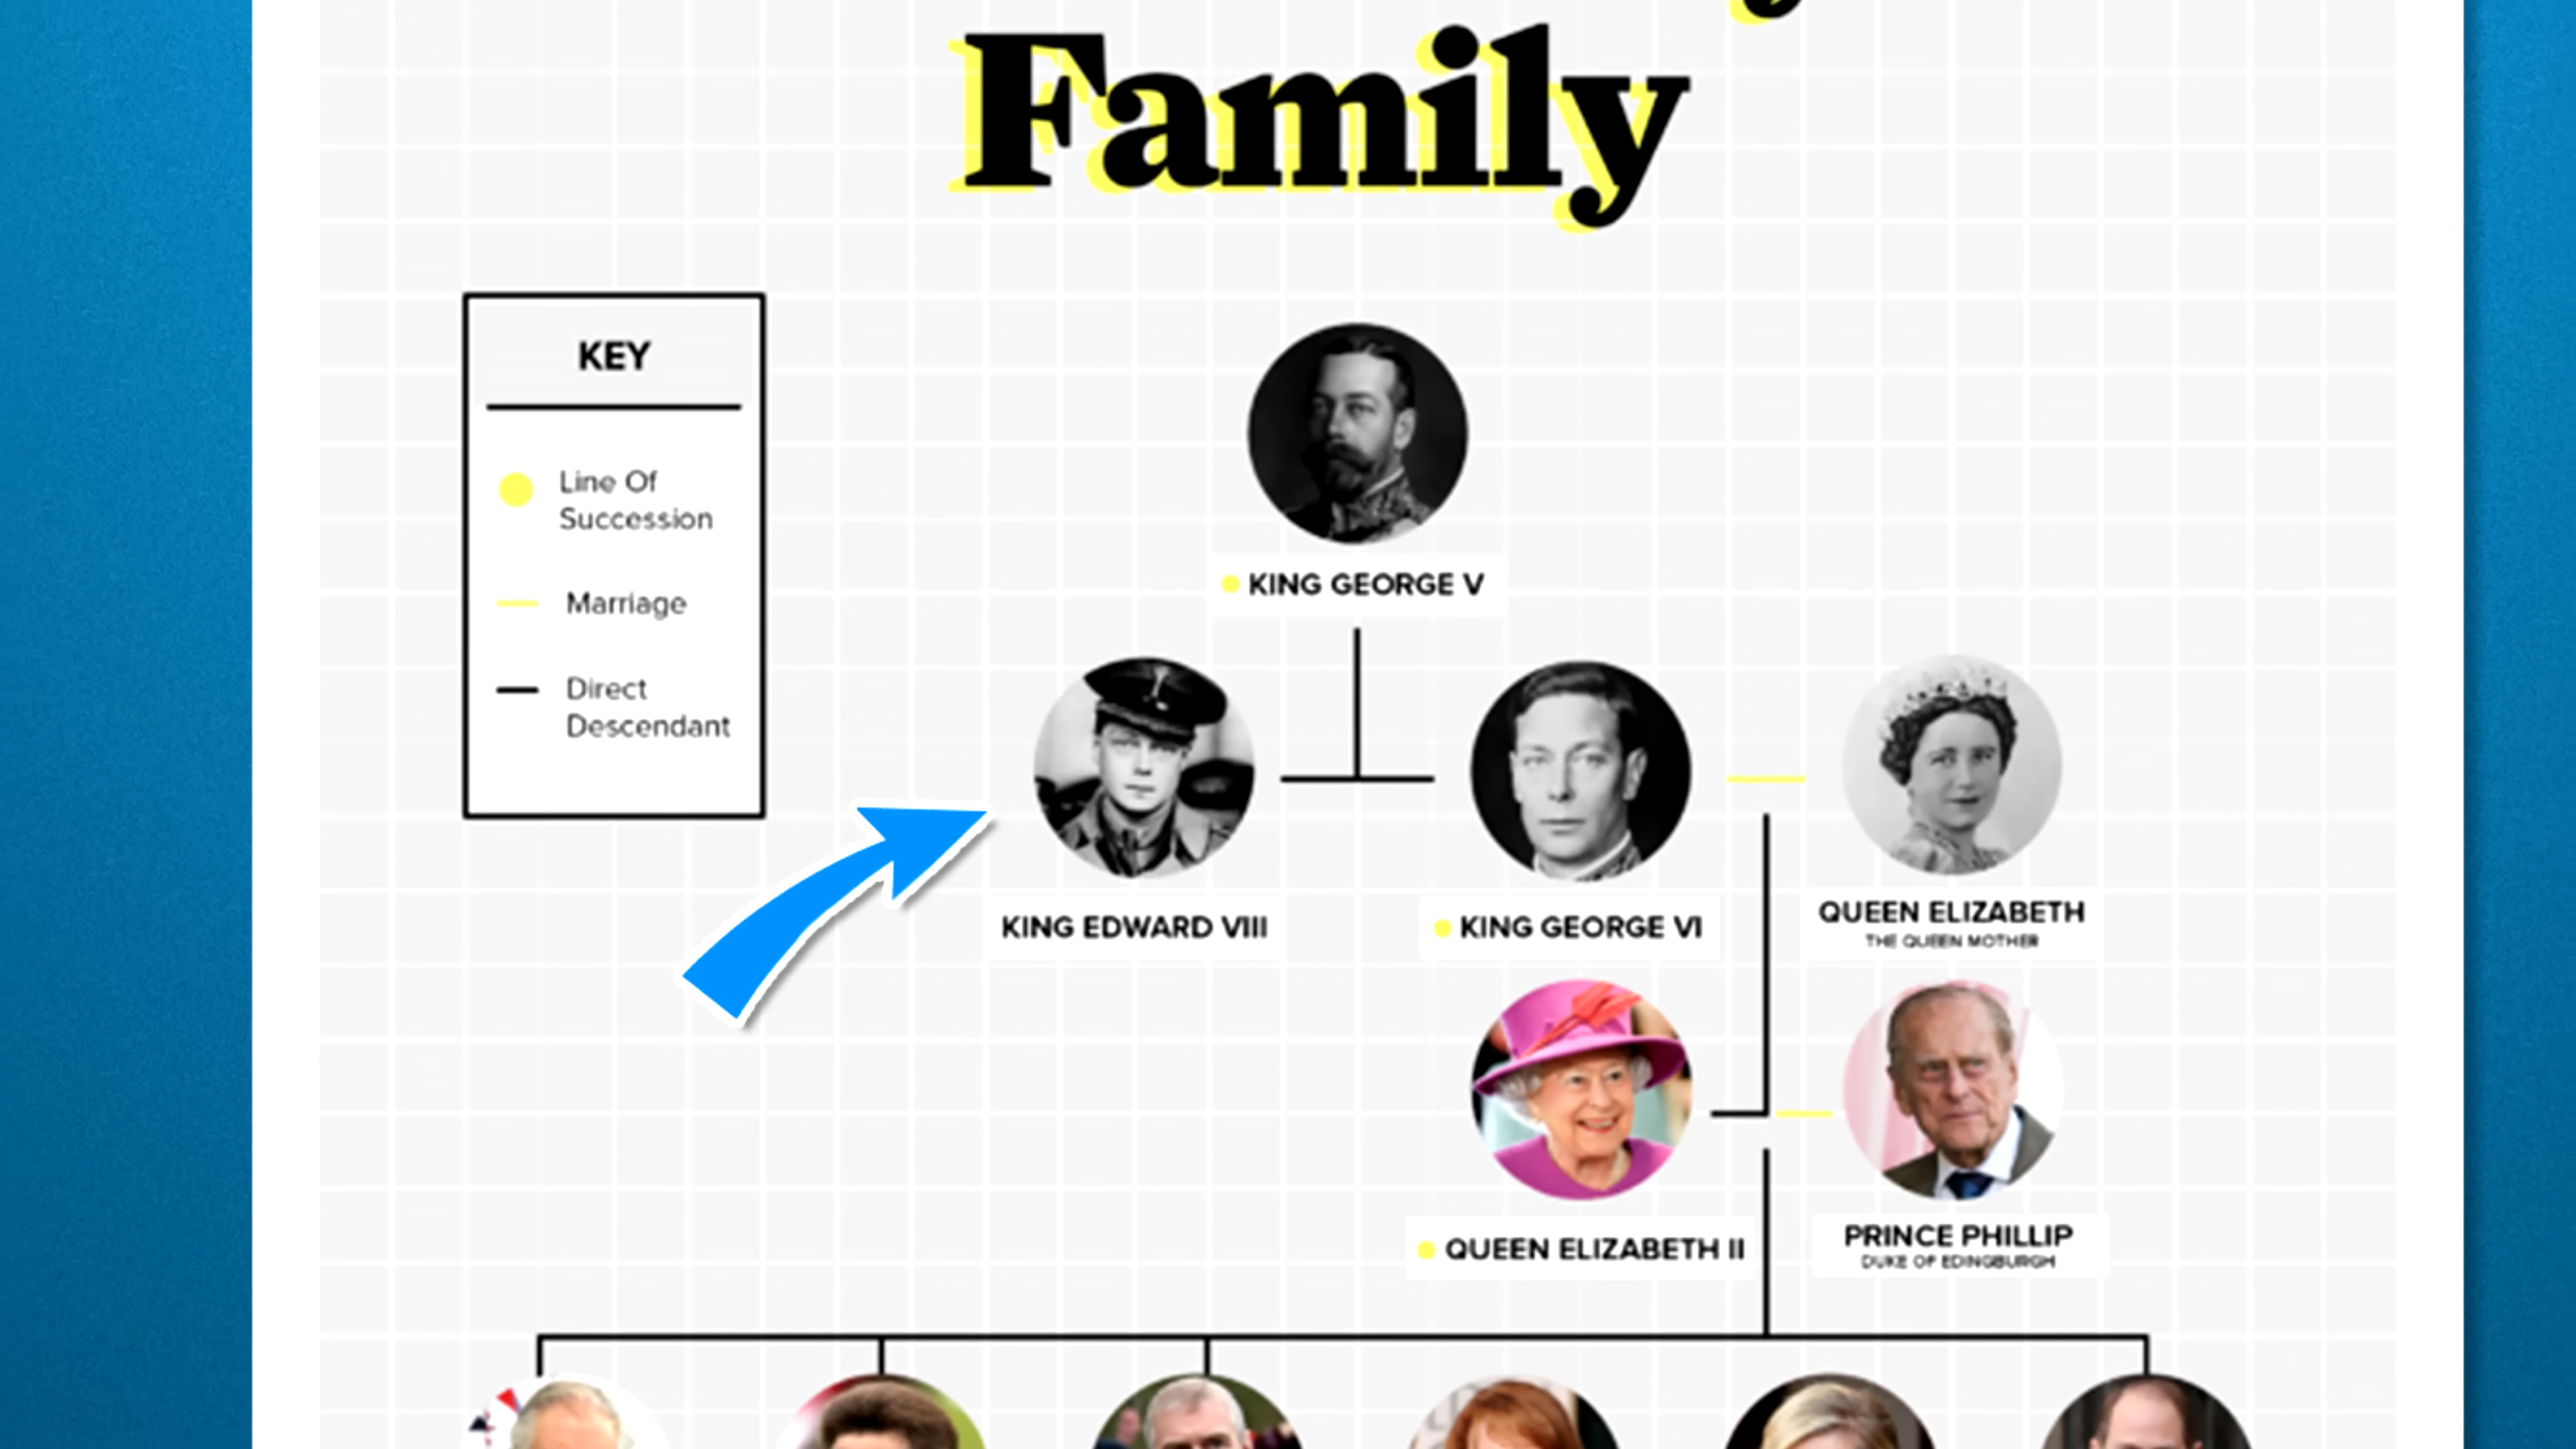 Family
KEY
Line Of
Succession
Marriage
Direct
Descendant
KING GEORGE V
KING EDWARD VIII
KING GEORGE VI
QUEEN ELIZABETH
THE QUEEN MOTHER
QUEEN ELIZABETH II
PRINCE PHILLIP
DUKE OF EDINGBURGH